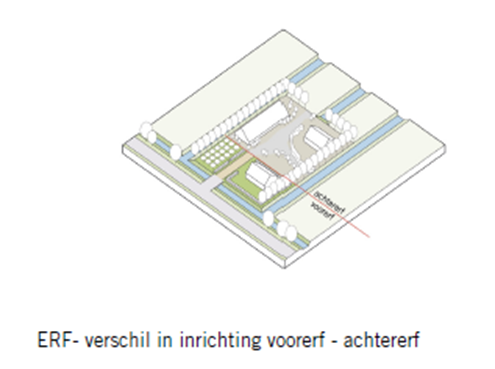 achtererf
voorerf
ERF- verschil in inrichting voorerf - achtererf